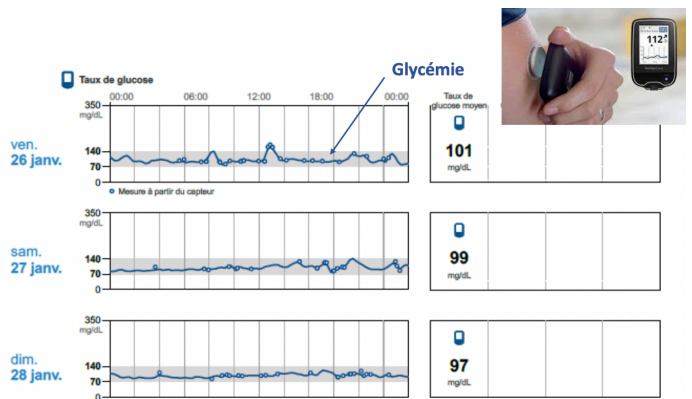 Glycémie
112
Taux de glucose
00:00 06:00 12:00 18:00 00:00
Taux de
glucose moyen
350
mg/dL
ven.
26 janv.
140
70
0
101
mg/dL
Mesure à partir du capteur
350
mg/dL
sam.
27 janv.
140
70
0
99
mg/dL
350
mg/dL
dim.
28 janv.
140
70
0
97
mg/dL